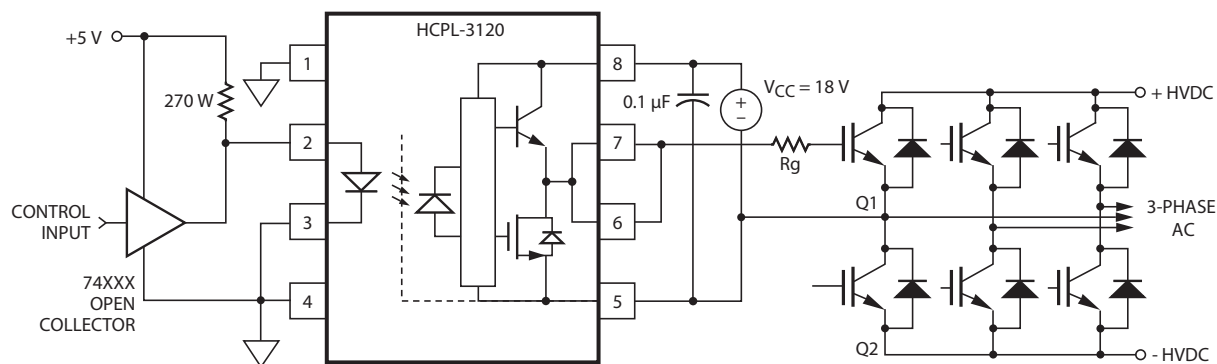 HCPL-3120
+5 V
270 W
1
2
3
4
8
7
6
5
0.1 µF
VCC = 18 V
+
−
Rg
+ HVDC
Q1
3-PHASE
AC
CONTROL
INPUT
74XXX
OPEN
COLLECTOR
Q2
- HVDC